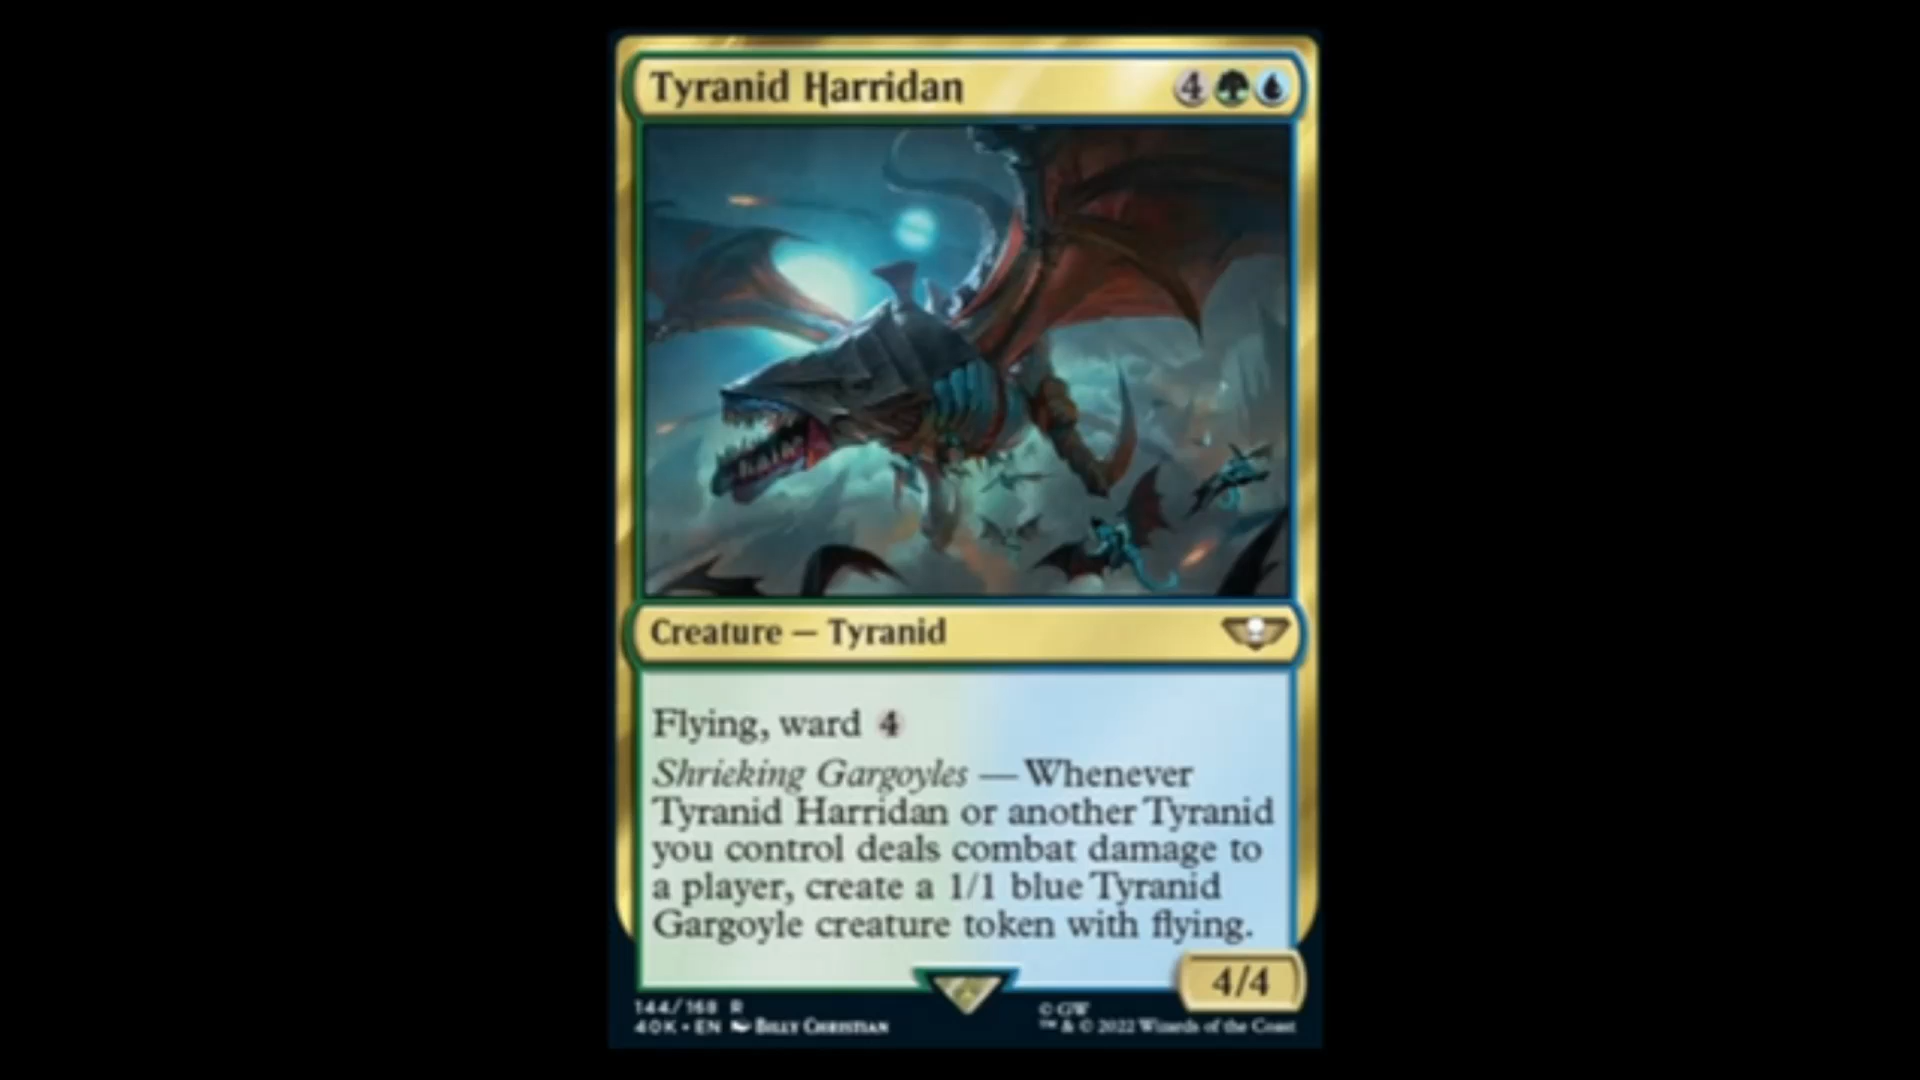 Tyranid Harridan 4
Creature — Tyranid
Flying, ward 4
Shrieking Gargoyles — Whenever
Tyranid Harridan or another Tyranid
you control deals combat damage to
a player, create a 1/1 blue Tyranid
Gargoyle creature token with flying.
4/4
144/168 R
40K • EN Billy Christian
© GW
™ & © 2022 Wizards of the Coast